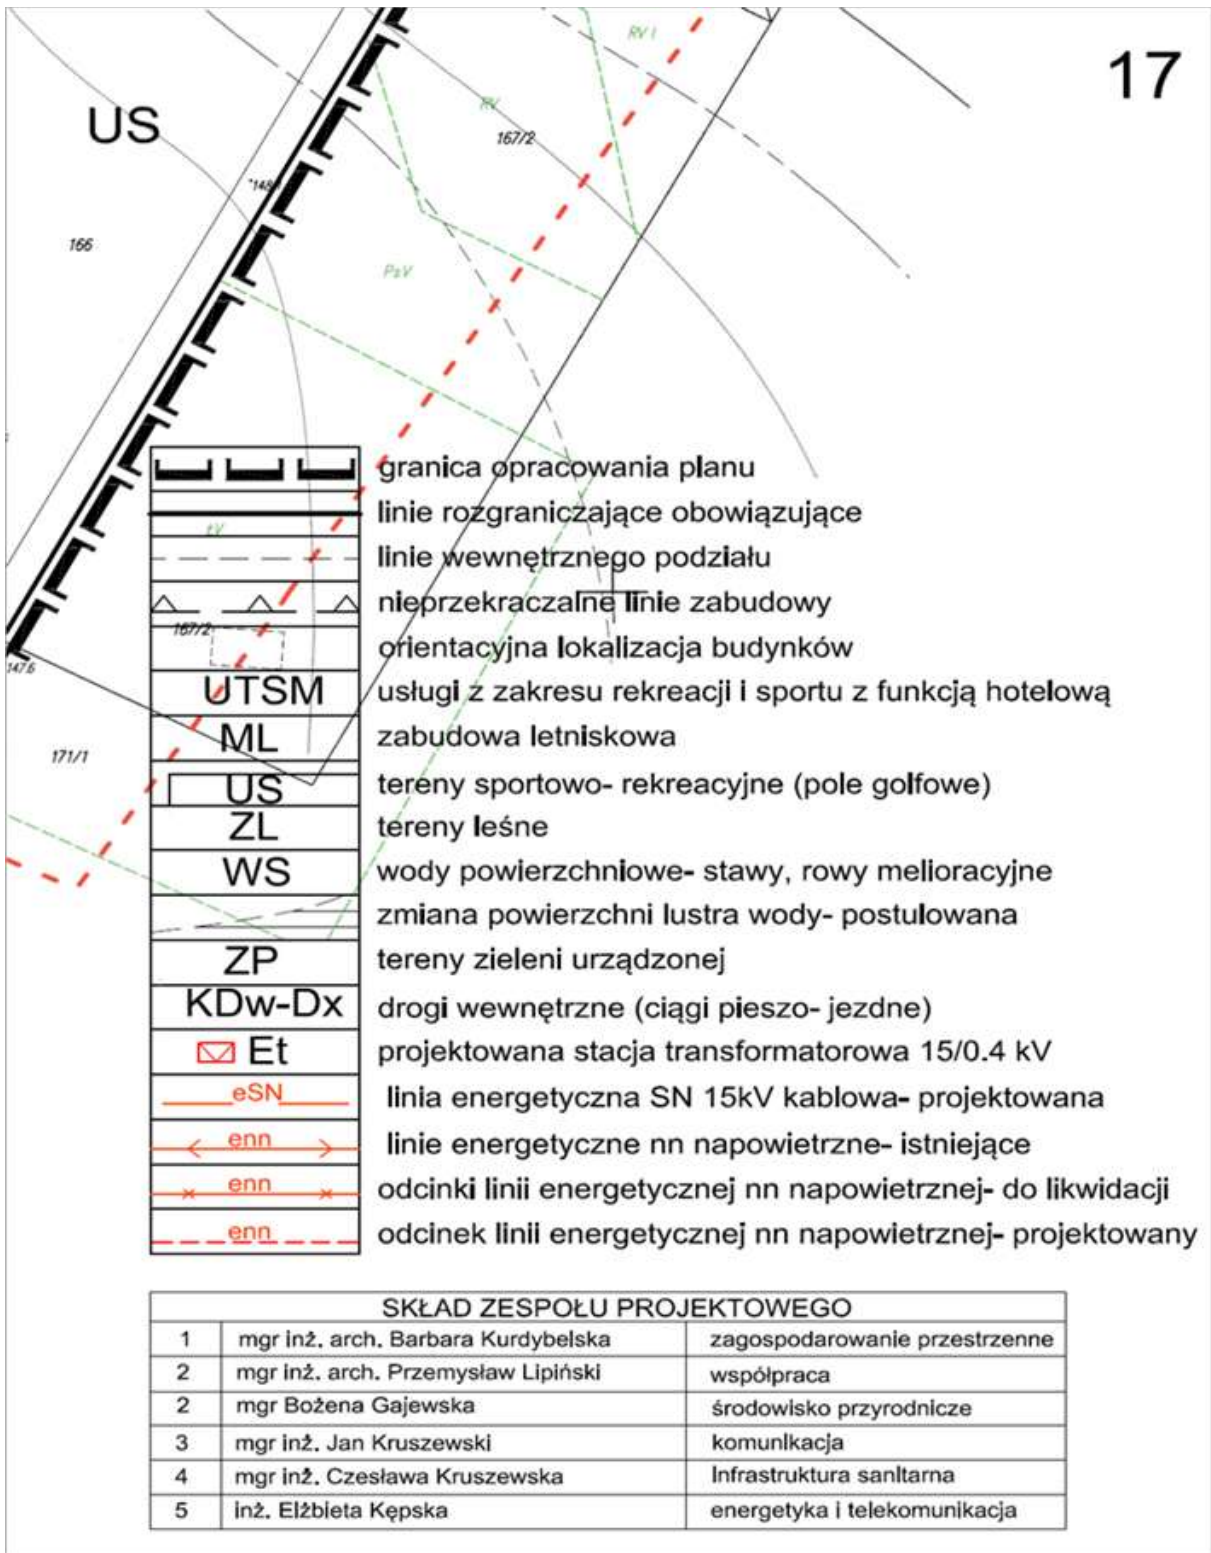 RV I
17
RV
US
167/2
*148
166
PsV
granica opracowania planu
linie rozgraniczające obowiązujące
łV
linie wewnętrznego podziału
nieprzekraczalne linie zabudowy
167/2
orientacyjna lokalizacja budynków
147.6
UTSM usługi z zakresu rekreacji i sportu z funkcją hotelową
ML zabudowa letniskowa
171/1
US tereny sportowo- rekreacyjne (pole golfowe)
ZL tereny leśne
WS wody powierzchniowe- stawy, rowy melioracyjne
zmiana powierzchni lustra wody- postulowana
ZP tereny zieleni urządzonej
KDw-Dx drogi wewnętrzne (ciągi pieszo- jezdne)
Et projektowana stacja transformatorowa 15/0.4 kV
eSN linia energetyczna SN 15kV kablowa- projektowana
enn linie energetyczne nn napowietrzne- istniejące
enn odcinki linii energetycznej nn napowietrznej- do likwidacji
enn odcinek linii energetycznej nn napowietrznej- projektowany
SKŁAD ZESPOŁU PROJEKTOWEGO
1 mgr inż. arch. Barbara Kurdybelska zagospodarowanie przestrzenne
2 mgr inż. arch. Przemysław Lipiński współpraca
2 mgr Bożena Gajewska środowisko przyrodnicze
3 mgr inż. Jan Kruszewski komunikacja
4 mgr inż. Czesława Kruszewska Infrastruktura sanitarna
5 inż. Elżbieta Kępska energetyka i telekomunikacja